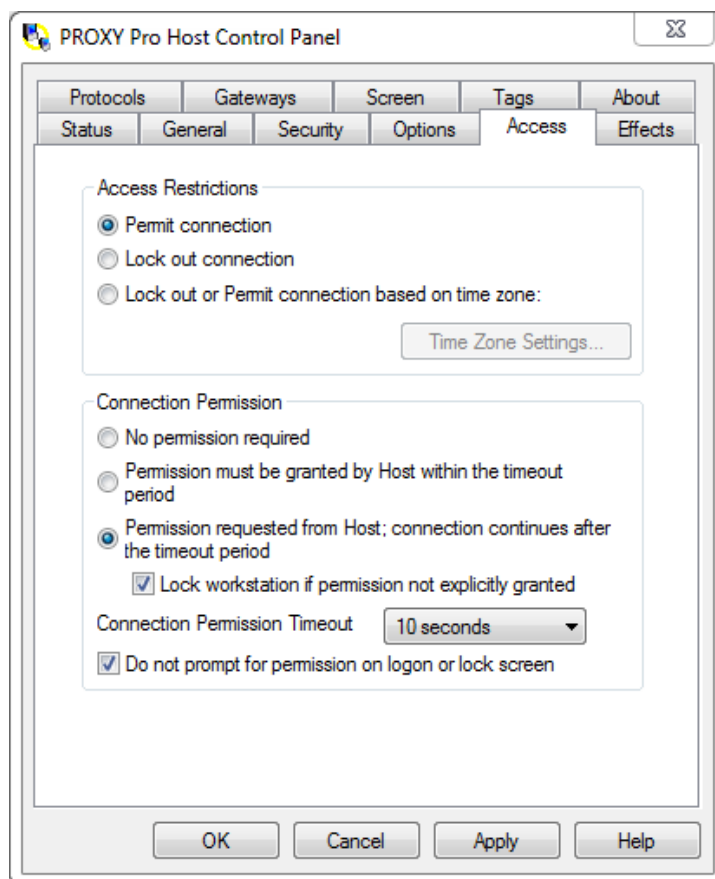 PROXY Pro Host Control Panel
Protocols Gateways Screen Tags About
Status General Security Options Access Effects
Access Restrictions
Permit connection
Lock out connection
Lock out or Permit connection based on time zone:
Time Zone Settings...
Connection Permission
No permission required
Permission must be granted by Host within the timeout
period
Permission requested from Host; connection continues after
the timeout period
Lock workstation if permission not explicitly granted
Connection Permission Timeout 10 seconds
Do not prompt for permission on logon or lock screen
OK Cancel Apply Help